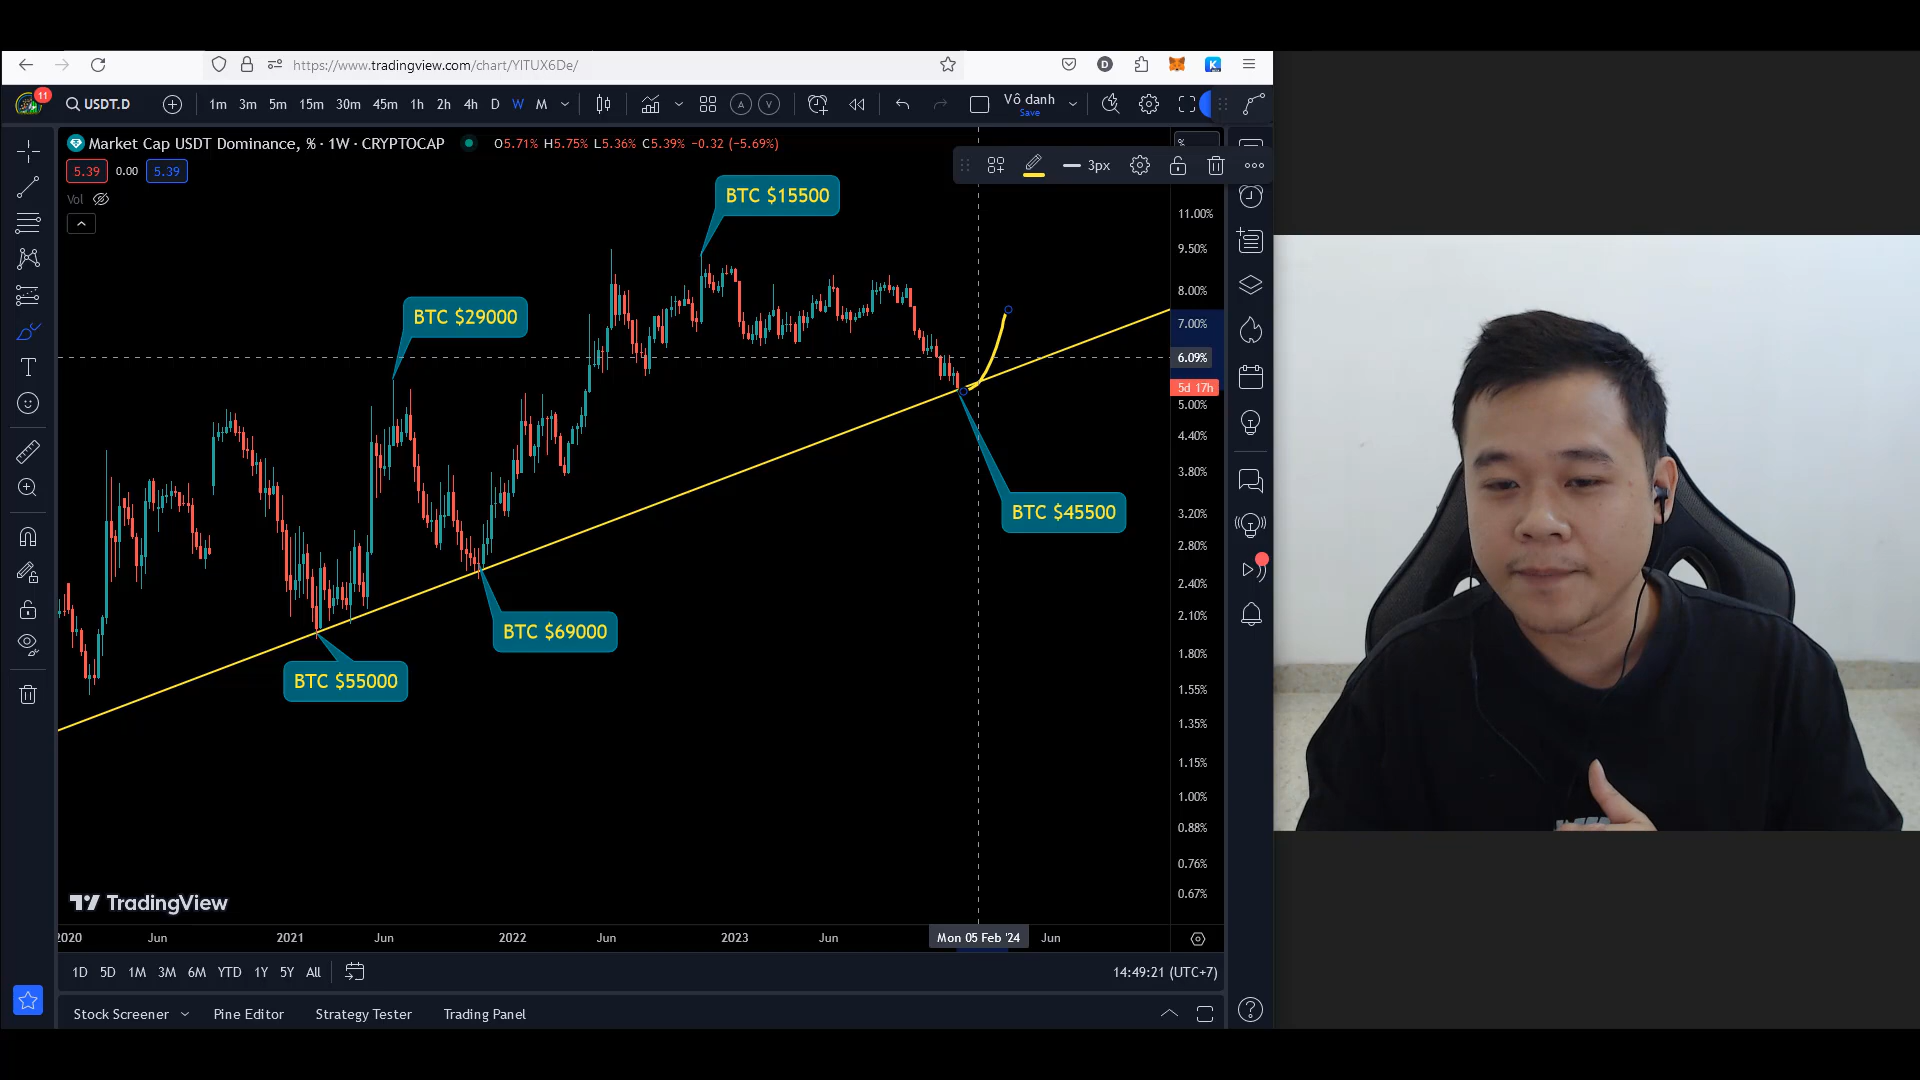 https://www.tradingview.com/chart/YITUX6De/
11
USDT.D
1m 3m 5m 15m 30m 45m 1h 2h 4h D W M
A V
Vô danh
Save
Market Cap USDT Dominance, % · 1W · CRYPTOCAP
O5.71% H5.75% L5.36% C5.39% −0.32 (−5.69%)
%
3px
5.39 0.00 5.39
Vol
BTC $15500
BTC $29000
BTC $45500
BTC $69000
BTC $55000
11.00%
9.50%
8.00%
7.00%
6.09%
5d 17h
5.00%
4.40%
3.80%
3.20%
2.80%
2.40%
2.10%
1.80%
1.55%
1.35%
1.15%
1.00%
0.88%
0.76%
0.67%
TradingView
2020 Jun 2021 Jun 2022 Jun 2023 Jun Mon 05 Feb '24 Jun
1D 5D 1M 3M 6M YTD 1Y 5Y All
14:49:21 (UTC+7)
Stock Screener Pine Editor Strategy Tester Trading Panel